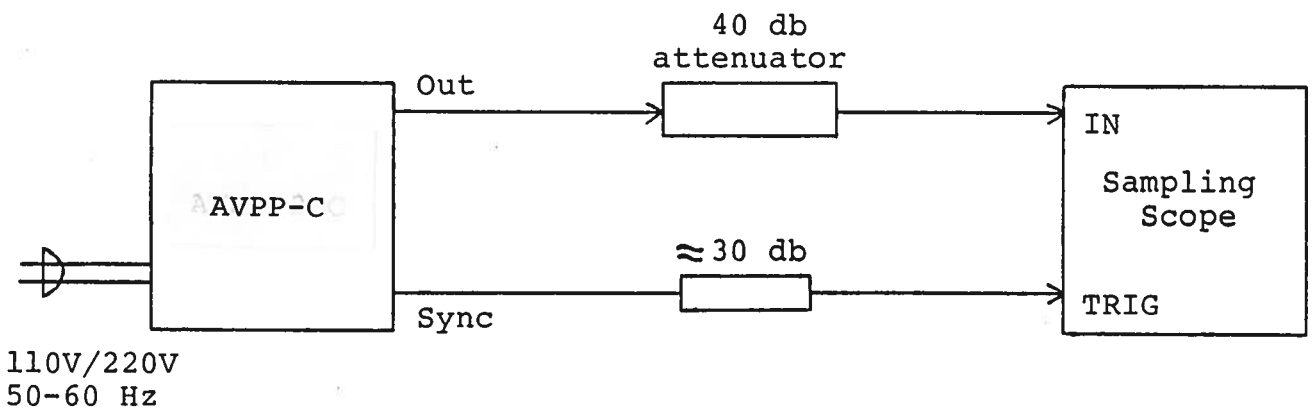 40 db
attenuator
Out
IN
AVPP-C
Sampling
Scope
≈ 30 db
Sync
TRIG
110V/220V
50-60 Hz